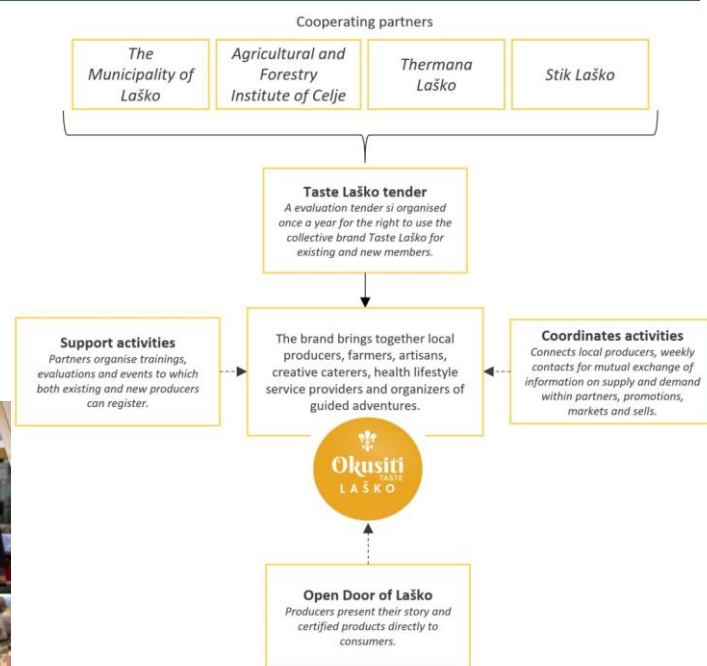 Cooperating partners
The
Municipality of
Laško
Agricultural and
Forestry
Institute of Celje
Thermana
Laško
Stik Laško
Taste Laško tender
A evaluation tender si organised
once a year for the right to use the
collective brand Taste Laško for
existing and new members.
Support activities
Partners organise trainings,
evaluations and events to which
both existing and new producers
can register.
The brand brings together local
producers, farmers, artisans,
creative caterers, health lifestyle
service providers and organizers of
guided adventures.
Coordinates activities
Connects local producers, weekly
contacts for mutual exchange of
information on supply and demand
within partners, promotions,
markets and sells.
Okusiti
TASTE
LAŠKO
Open Door of Laško
Producers present their story and
certified products directly to
consumers.